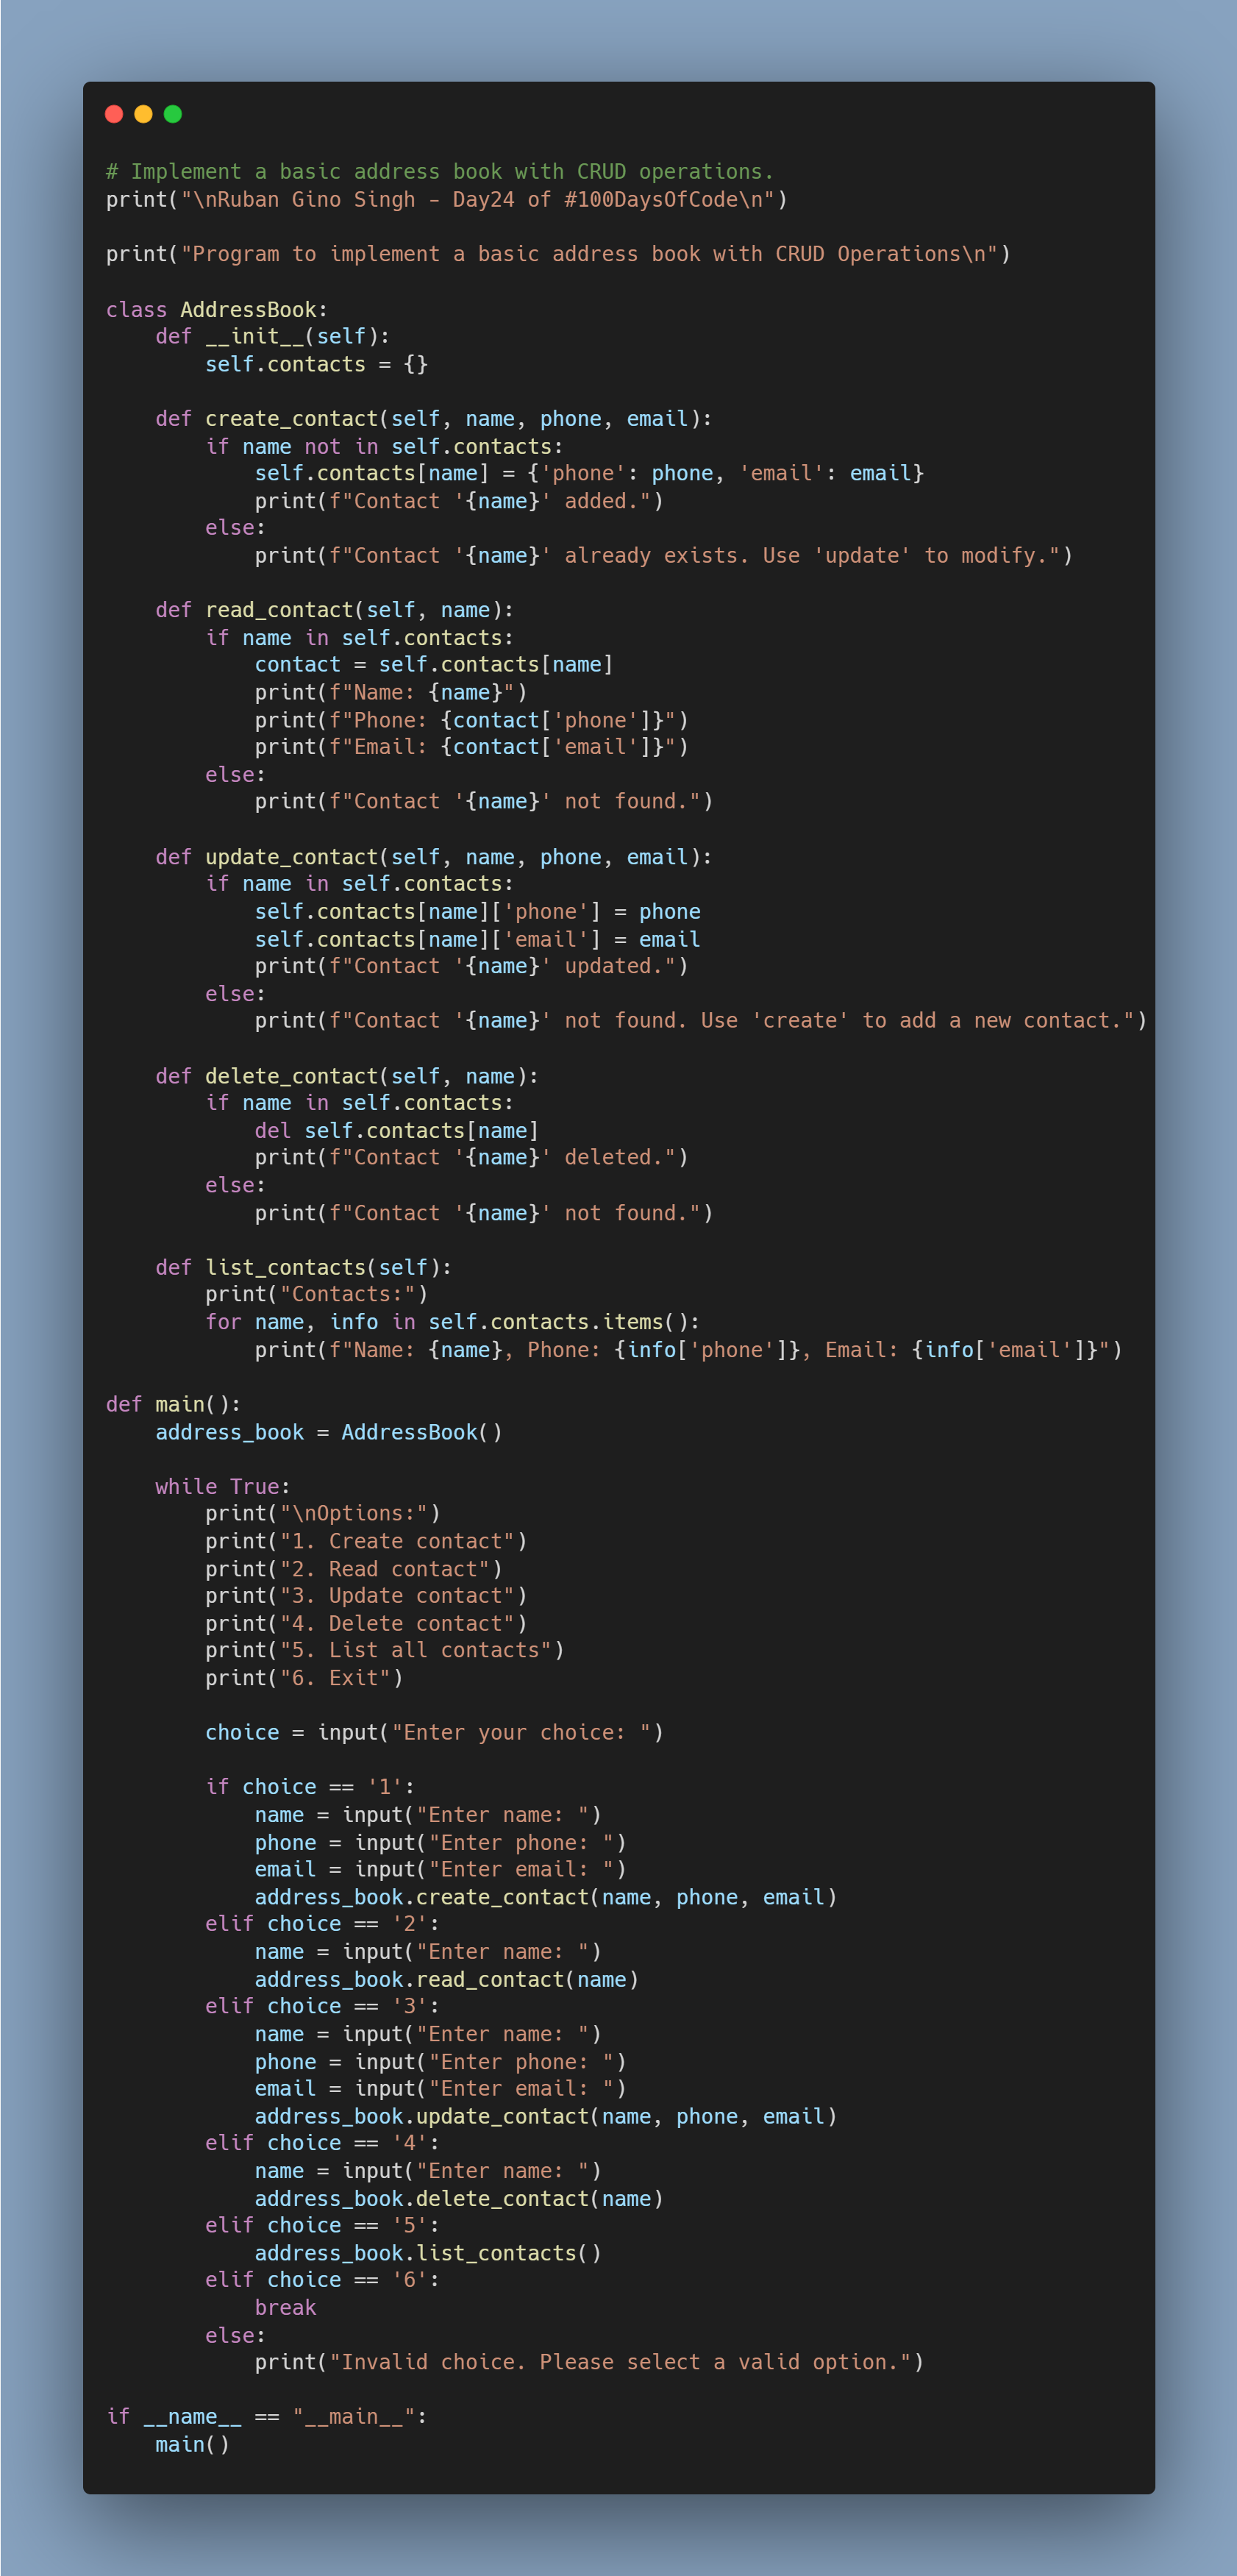 # Implement a basic address book with CRUD operations.
print("\nRuban Gino Singh - Day24 of #100DaysOfCode\n")

print("Program to implement a basic address book with CRUD Operations\n")

class AddressBook:
    def __init__(self):
        self.contacts = {}

    def create_contact(self, name, phone, email):
        if name not in self.contacts:
            self.contacts[name] = {'phone': phone, 'email': email}
            print(f"Contact '{name}' added.")
        else:
            print(f"Contact '{name}' already exists. Use 'update' to modify.")

    def read_contact(self, name):
        if name in self.contacts:
            contact = self.contacts[name]
            print(f"Name: {name}")
            print(f"Phone: {contact['phone']}")
            print(f"Email: {contact['email']}")
        else:
            print(f"Contact '{name}' not found.")

    def update_contact(self, name, phone, email):
        if name in self.contacts:
            self.contacts[name]['phone'] = phone
            self.contacts[name]['email'] = email
            print(f"Contact '{name}' updated.")
        else:
            print(f"Contact '{name}' not found. Use 'create' to add a new contact.")

    def delete_contact(self, name):
        if name in self.contacts:
            del self.contacts[name]
            print(f"Contact '{name}' deleted.")
        else:
            print(f"Contact '{name}' not found.")

    def list_contacts(self):
        print("Contacts:")
        for name, info in self.contacts.items():
            print(f"Name: {name}, Phone: {info['phone']}, Email: {info['email']}")

def main():
    address_book = AddressBook()

    while True:
        print("\nOptions:")
        print("1. Create contact")
        print("2. Read contact")
        print("3. Update contact")
        print("4. Delete contact")
        print("5. List all contacts")
        print("6. Exit")

        choice = input("Enter your choice: ")

        if choice == '1':
            name = input("Enter name: ")
            phone = input("Enter phone: ")
            email = input("Enter email: ")
            address_book.create_contact(name, phone, email)
        elif choice == '2':
            name = input("Enter name: ")
            address_book.read_contact(name)
        elif choice == '3':
            name = input("Enter name: ")
            phone = input("Enter phone: ")
            email = input("Enter email: ")
            address_book.update_contact(name, phone, email)
        elif choice == '4':
            name = input("Enter name: ")
            address_book.delete_contact(name)
        elif choice == '5':
            address_book.list_contacts()
        elif choice == '6':
            break
        else:
            print("Invalid choice. Please select a valid option.")

if __name__ == "__main__":
    main()